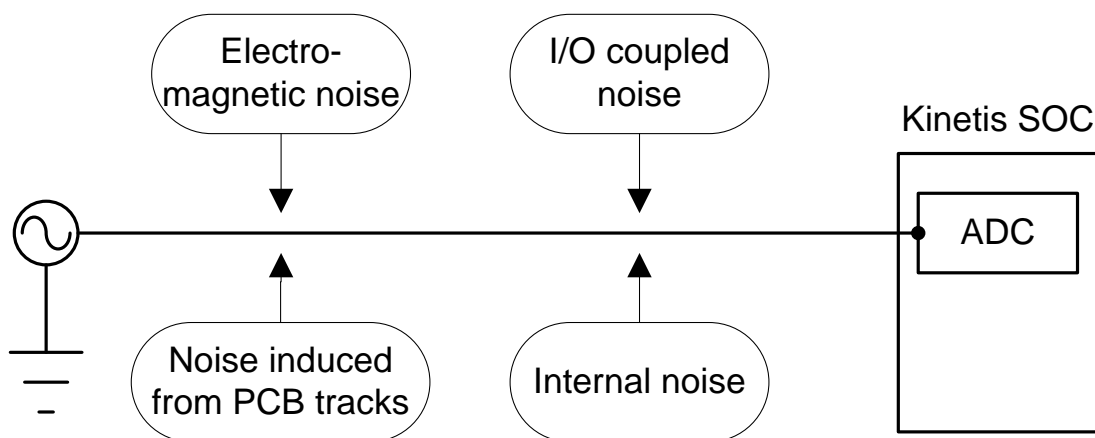 Electro-
magnetic noise
I/O coupled
noise
Kinetis SOC
ADC
Noise induced
from PCB tracks
Internal noise